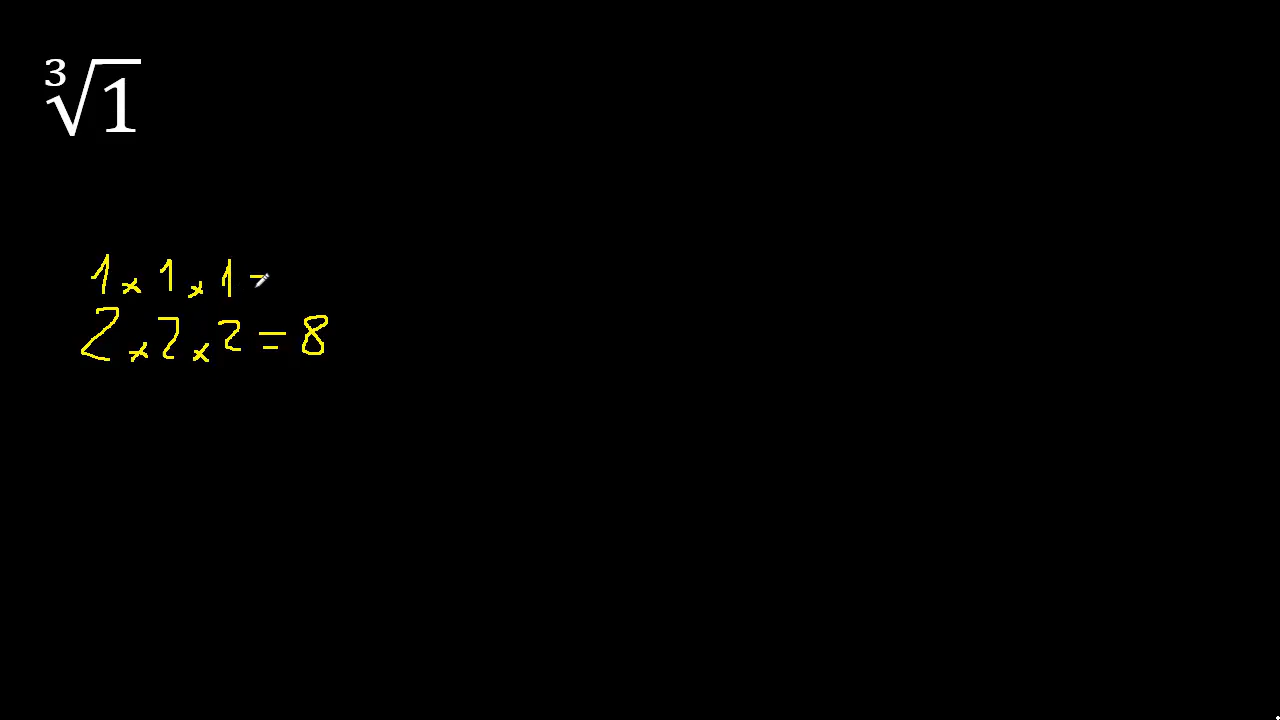 ∛1
1 × 1 × 1 =
2 × 2 × 2 = 8